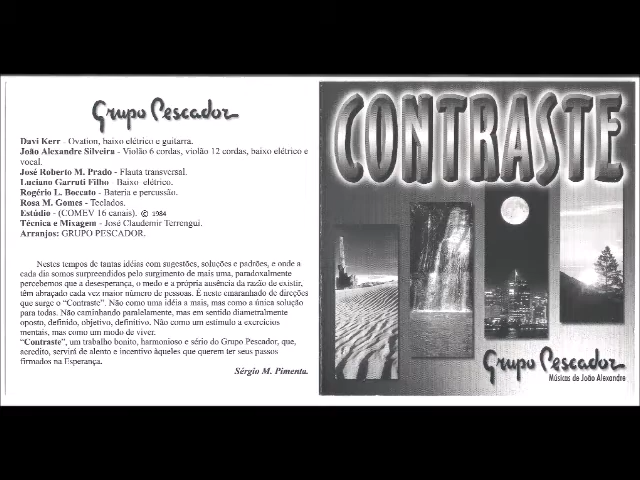 Grupo Pescador
Davi Kerr - Ovation, baixo elétrico e guitarra.
João Alexandre Silveira - Violão 6 cordas, violão 12 cordas, baixo elétrico e
vocal.
José Roberto M. Prado - Flauta transversal.
Luciano Garruti Filho - Baixo elétrico.
Rogério L. Boccato - Bateria e percussão.
Rosa M. Gomes - Teclados.
Estúdio - (COMEV 16 canais). © 1984
Técnica e Mixagem - José Claudemir Terrengui.
Arranjos: GRUPO PESCADOR.
Nestes tempos de tantas idéias com sugestões, soluções e padrões, e onde a
cada dia somos surpreendidos pelo surgimento de mais uma, paradoxalmente
percebemos que a desesperança, o medo e a própria ausência da razão de existir,
têm abraçado cada vez maior número de pessoas. É neste emaranhado de direções
que surge o "Contraste". Não como uma idéia a mais, mas como a única solução
para todas. Não caminhando paralelamente, mas em sentido diametralmente
oposto, definido, objetivo, definitivo. Não como um estímulo a exercícios
mentais, mas como um modo de viver.
"Contraste", um trabalho bonito, harmonioso e sério do Grupo Pescador, que,
acredito, servirá de alento e incentivo àqueles que querem ter seus passos
firmados na Esperança.
Sérgio M. Pimenta.
CONTRASTE
Grupo Pescador
Músicas de João Alexandre